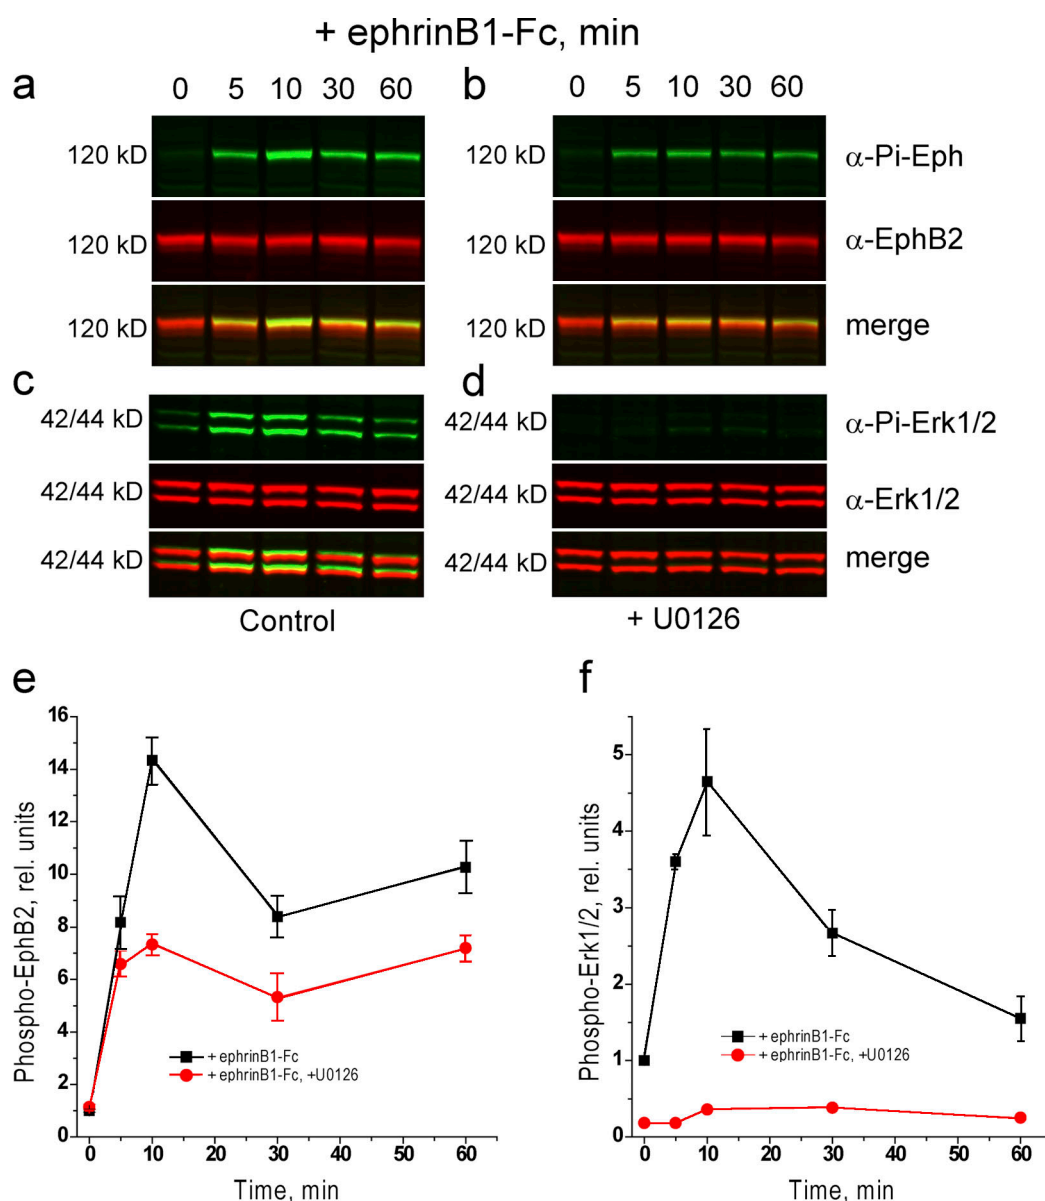 + ephrinB1-Fc, min
a 0 5 10 30 60 b 0 5 10 30 60
120 kD 120 kD α-Pi-Eph
120 kD 120 kD α-EphB2
120 kD 120 kD merge
c d
42/44 kD 42/44 kD α-Pi-Erk1/2
42/44 kD 42/44 kD α-Erk1/2
42/44 kD 42/44 kD merge
Control + U0126
e
Phospho-EphB2, rel. units
16
14
12
10
8
6
4
2
1
0
+ ephrinB1-Fc
+ ephrinB1-Fc, +U0126
0 10 20 30 40 50 60
Time, min
f
Phospho-Erk1/2, rel. units
5
4
3
2
1
0
+ ephrinB1-Fc
+ ephrinB1-Fc, +U0126
0 10 20 30 40 50 60
Time, min